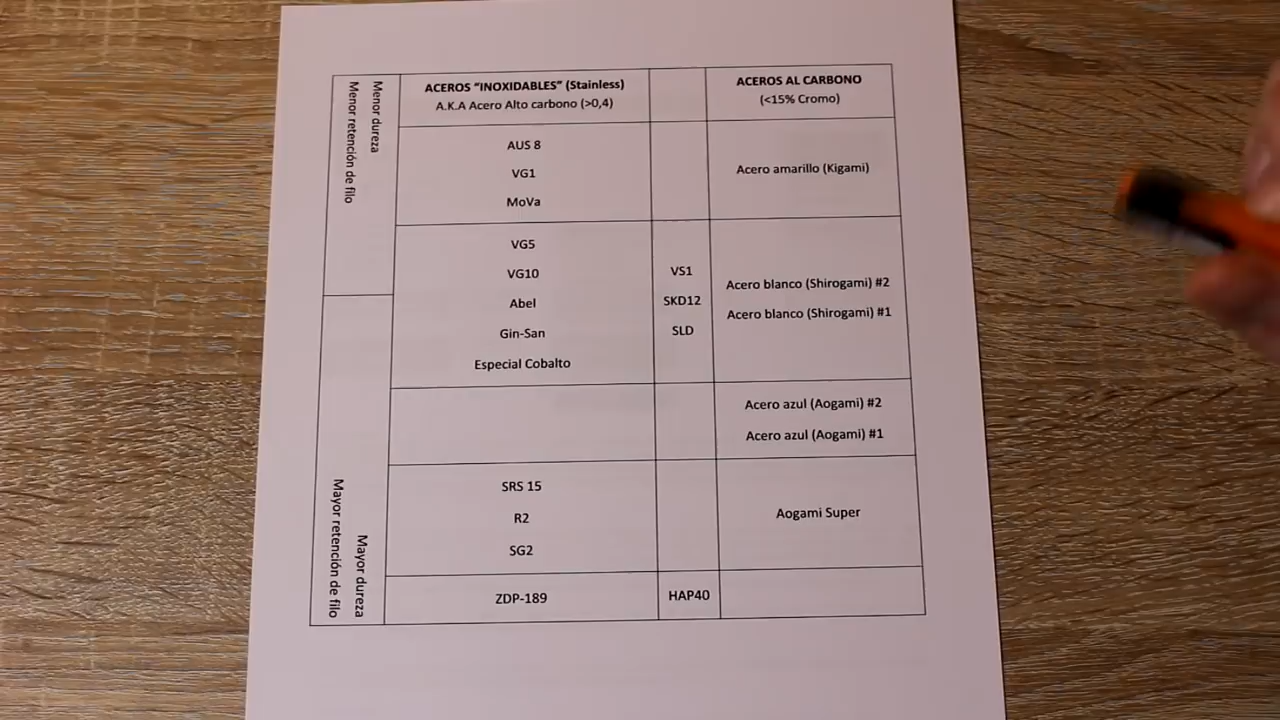 Menor dureza
Menor retención de filo
ACEROS “INOXIDABLES” (Stainless)
A.K.A Acero Alto carbono (>0,4)
ACEROS AL CARBONO
(<15% Cromo)
AUS 8
VG1
MoVa
Acero amarillo (Kigami)
VG5
VG10
Abel
Gin-San
Especial Cobalto
VS1
SKD12
SLD
Acero blanco (Shirogami) #2
Acero blanco (Shirogami) #1
Acero azul (Aogami) #2
Acero azul (Aogami) #1
Mayor dureza
Mayor retención de filo
SRS 15
R2
SG2
Aogami Super
ZDP-189
HAP40